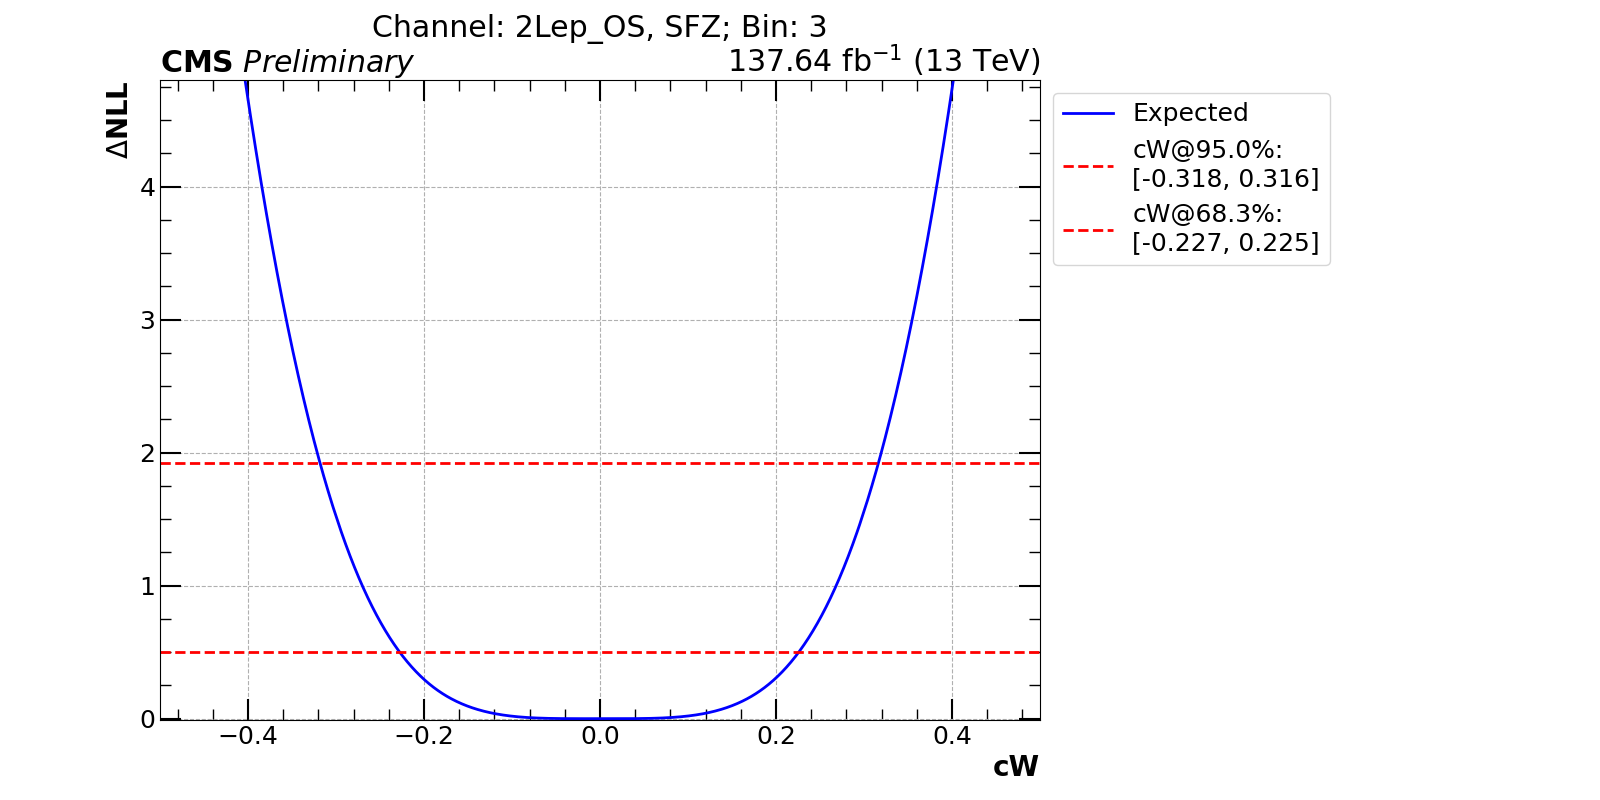 Channel: 2Lep_OS, SFZ; Bin: 3
CMS Preliminary 137.64 fb⁻¹ (13 TeV)
ΔNLL
4
3
2
1
0
−0.4 −0.2 0.0 0.2 0.4
cW
Expected
cW@95.0%:
[-0.318, 0.316]
cW@68.3%:
[-0.227, 0.225]